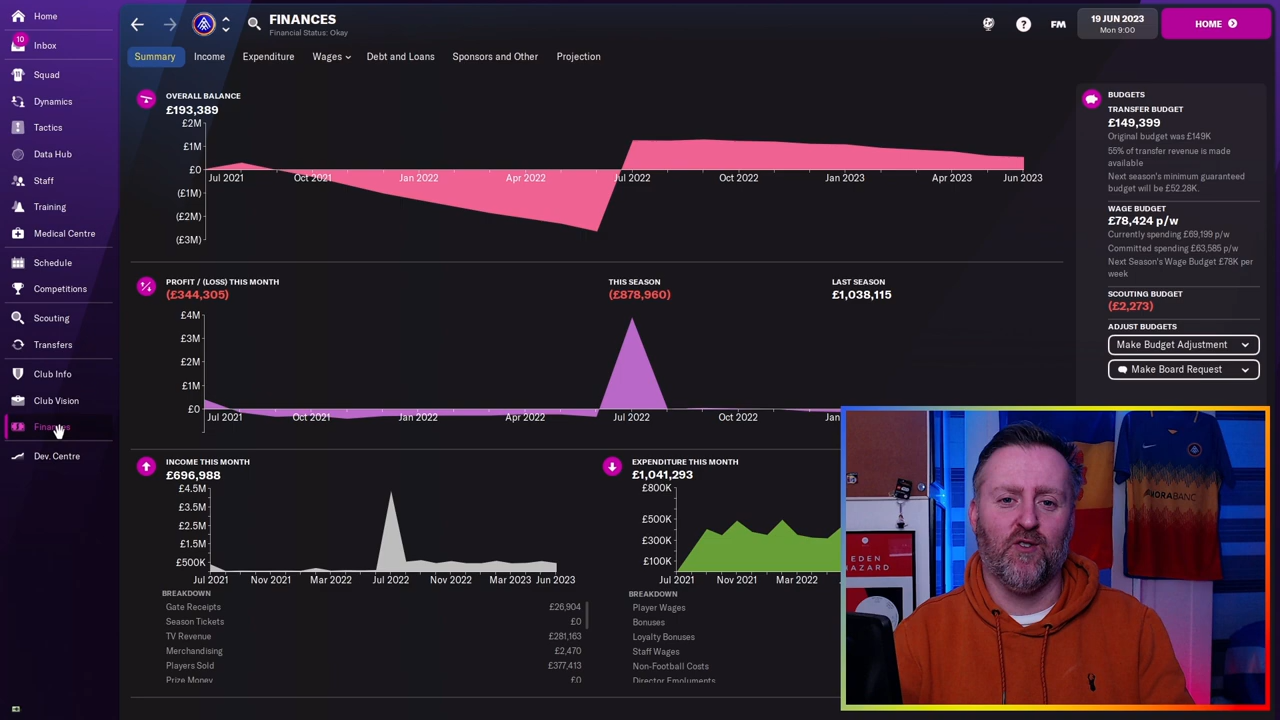 Home
10
Inbox
Squad
Dynamics
Tactics
Data Hub
Staff
Training
Medical Centre
Schedule
Competitions
Scouting
Transfers
Club Info
Club Vision
Finances
Dev. Centre
FINANCES
Financial Status: Okay
FM
19 JUN 2023
Mon 9:00
HOME
Summary
Income
Expenditure
Wages
Debt and Loans
Sponsors and Other
Projection
OVERALL BALANCE
£193,389
£2M
£1M
£0
(£1M)
(£2M)
(£3M)
Jul 2021
Oct 2021
Jan 2022
Apr 2022
Jul 2022
Oct 2022
Jan 2023
Apr 2023
Jun 2023
PROFIT / (LOSS) THIS MONTH
(£344,305)
THIS SEASON
(£878,960)
LAST SEASON
£1,038,115
£4M
£3M
£2M
£1M
£0
Jul 2021
Oct 2021
Jan 2022
Apr 2022
Jul 2022
Oct 2022
INCOME THIS MONTH
£696,988
£4.5M
£3.5M
£2.5M
£1.5M
£500K
Jul 2021
Nov 2021
Mar 2022
Jul 2022
Nov 2022
Mar 2023
Jun 2023
BREAKDOWN
Gate Receipts £26,904
Season Tickets £0
TV Revenue £281,163
Merchandising £2,470
Players Sold £377,413
Prize Money £0
EXPENDITURE THIS MONTH
£1,041,293
£800K
£500K
£300K
£100K
Jul 2021
Nov 2021
Mar 2022
BREAKDOWN
Player Wages
Bonuses
Loyalty Bonuses
Staff Wages
Non-Football Costs
Director Emoluments
BUDGETS
TRANSFER BUDGET
£149,399
Original budget was £149K
55% of transfer revenue is made
available
Next season's minimum guaranteed
budget will be £52.28K.
WAGE BUDGET
£78,424 p/w
Currently spending £69,199 p/w
Committed spending £63,585 p/w
Next Season's Wage Budget £78K per
week
SCOUTING BUDGET
(£2,273)
ADJUST BUDGETS
Make Budget Adjustment
Make Board Request
EDEN
HAZARD
MORABANC